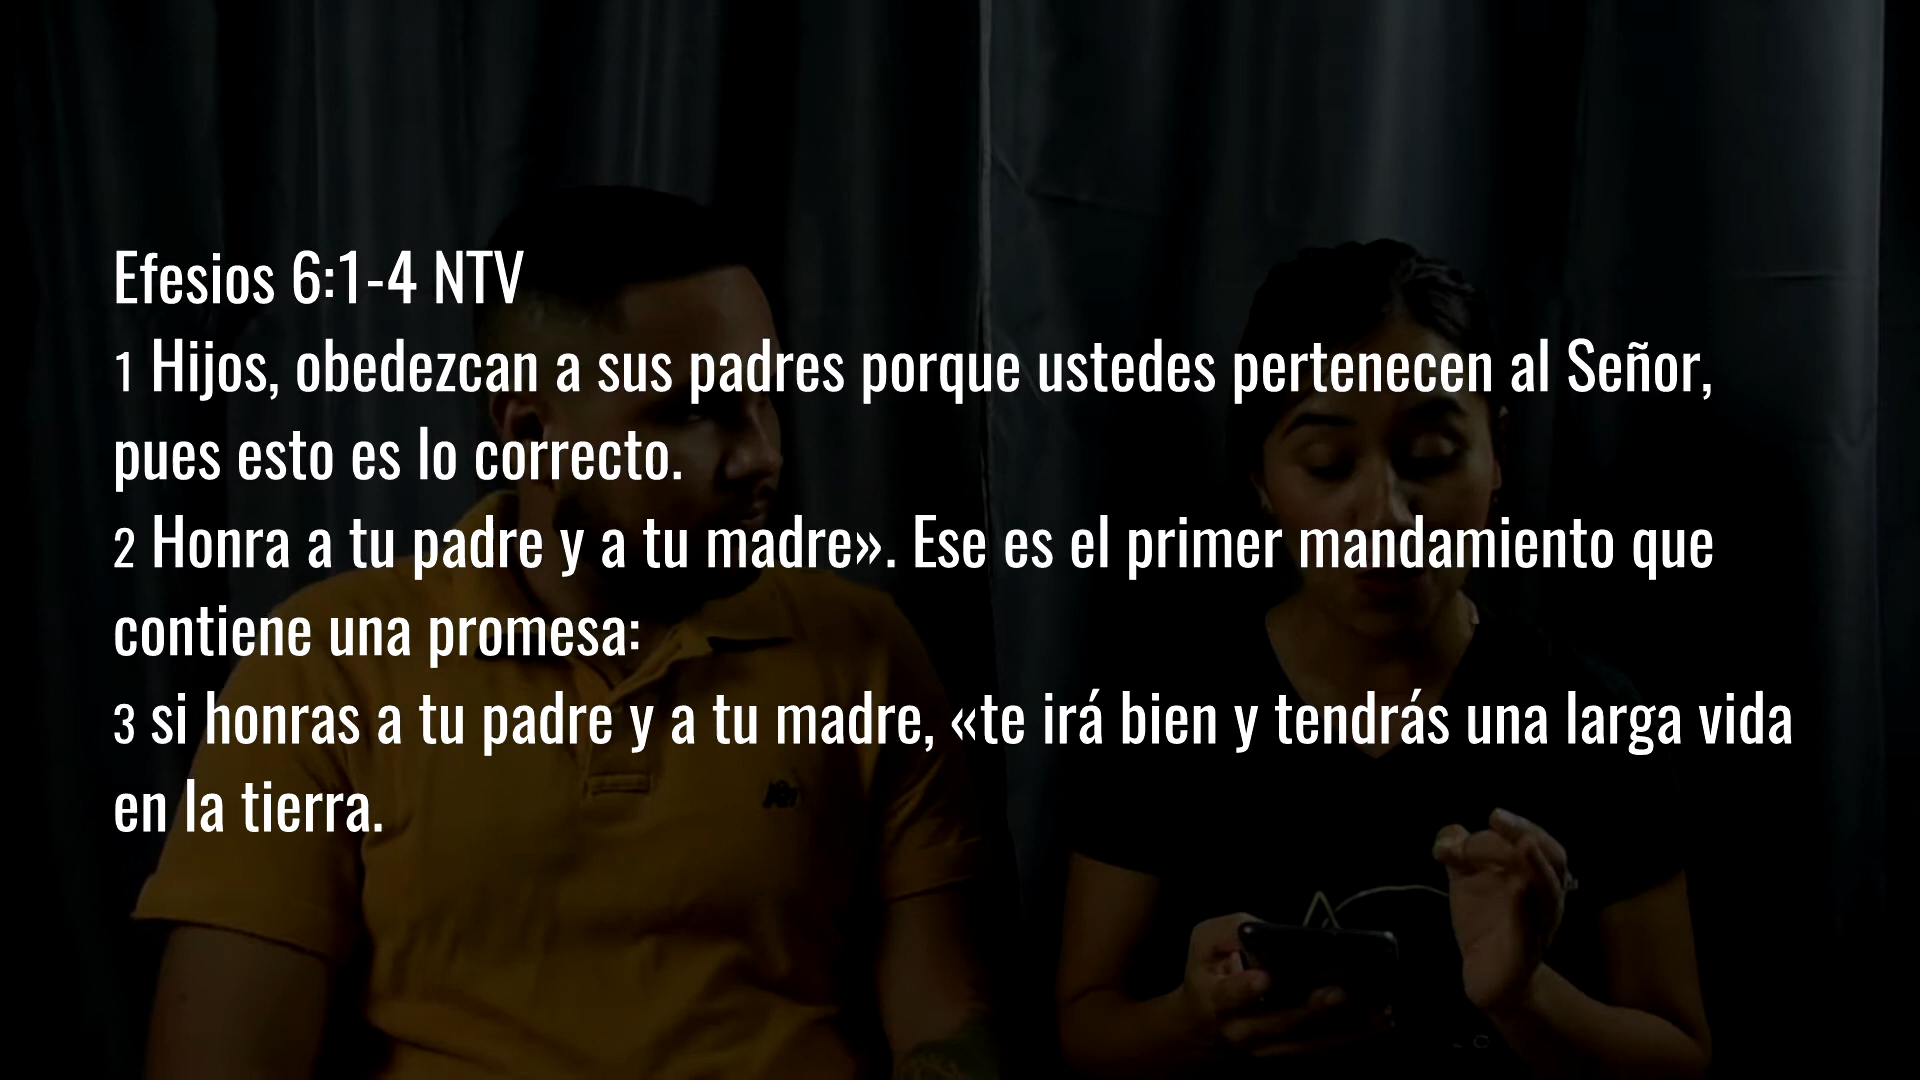 Efesios 6:1-4 NTV
1 Hijos, obedezcan a sus padres porque ustedes pertenecen al Señor,
pues esto es lo correcto.
2 Honra a tu padre y a tu madre». Ese es el primer mandamiento que
contiene una promesa:
3 si honras a tu padre y a tu madre, «te irá bien y tendrás una larga vida
en la tierra.